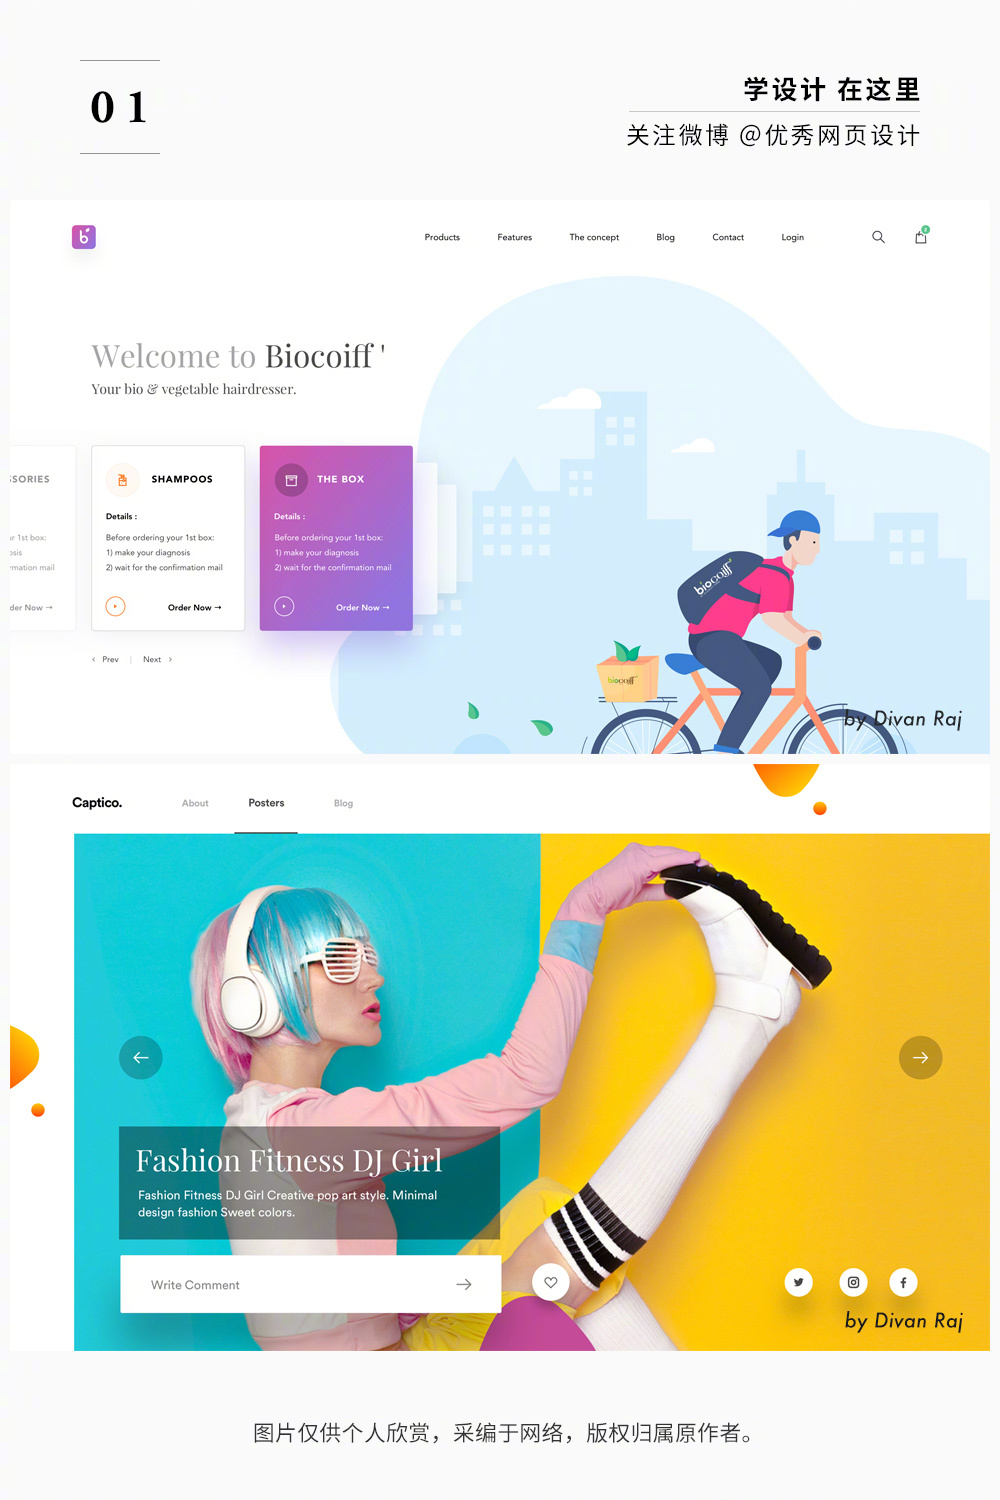 01
学设计 在这里
关注微博 @优秀网页设计
b
Products Features The concept Blog Contact Login
2
Welcome to Biocoiff '
Your bio & vegetable hairdresser.
SSORIES
SHAMPOOS
THE BOX
Details :
Details :
ur 1st box:
osis
mation mail
Before ordering your 1st box:
1) make your diagnosis
2) wait for the confirmation mail
Before ordering your 1st box:
1) make your diagnosis
2) wait for the confirmation mail
der Now →
Order Now →
Order Now →
‹ Prev | Next ›
biocoiff'
biocoiff'
by Divan Raj
Captico.
About Posters Blog
Fashion Fitness DJ Girl
Fashion Fitness DJ Girl Creative pop art style. Minimal
design fashion Sweet colors.
Write Comment →
by Divan Raj
图片仅供个人欣赏，采编于网络，版权归属原作者。